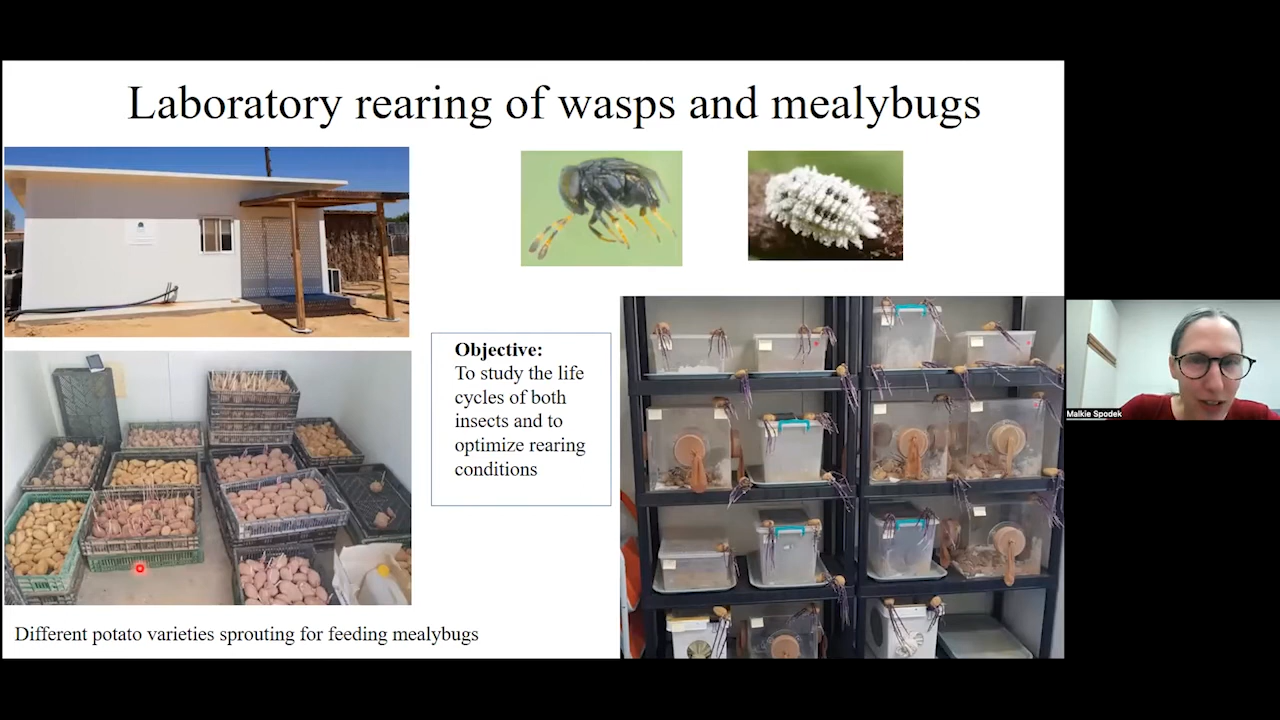 Laboratory rearing of wasps and mealybugs
Objective:
To study the life
cycles of both
insects and to
optimize rearing
conditions
Malkie Spodek
Different potato varieties sprouting for feeding mealybugs